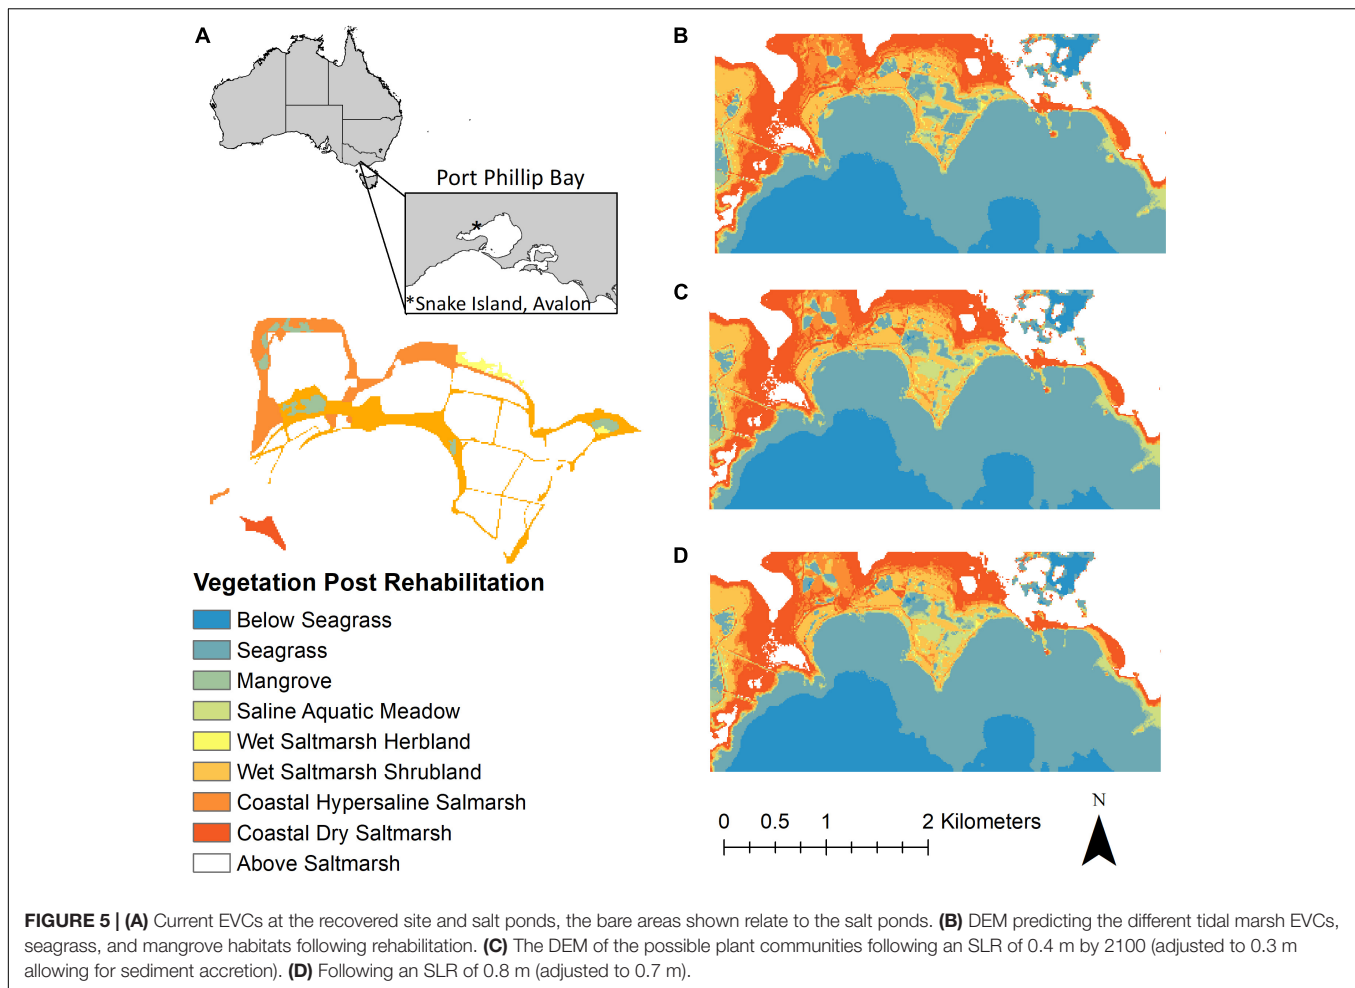 A
B
Port Phillip Bay
*
*Snake Island, Avalon
C
D
Vegetation Post Rehabilitation
Below Seagrass
Seagrass
Mangrove
Saline Aquatic Meadow
Wet Saltmarsh Herbland
Wet Saltmarsh Shrubland
Coastal Hypersaline Salmarsh
Coastal Dry Saltmarsh
Above Saltmarsh
0 0.5 1 2 Kilometers
N
FIGURE 5 | (A) Current EVCs at the recovered site and salt ponds, the bare areas shown relate to the salt ponds. (B) DEM predicting the different tidal marsh EVCs,
seagrass, and mangrove habitats following rehabilitation. (C) The DEM of the possible plant communities following an SLR of 0.4 m by 2100 (adjusted to 0.3 m
allowing for sediment accretion). (D) Following an SLR of 0.8 m (adjusted to 0.7 m).